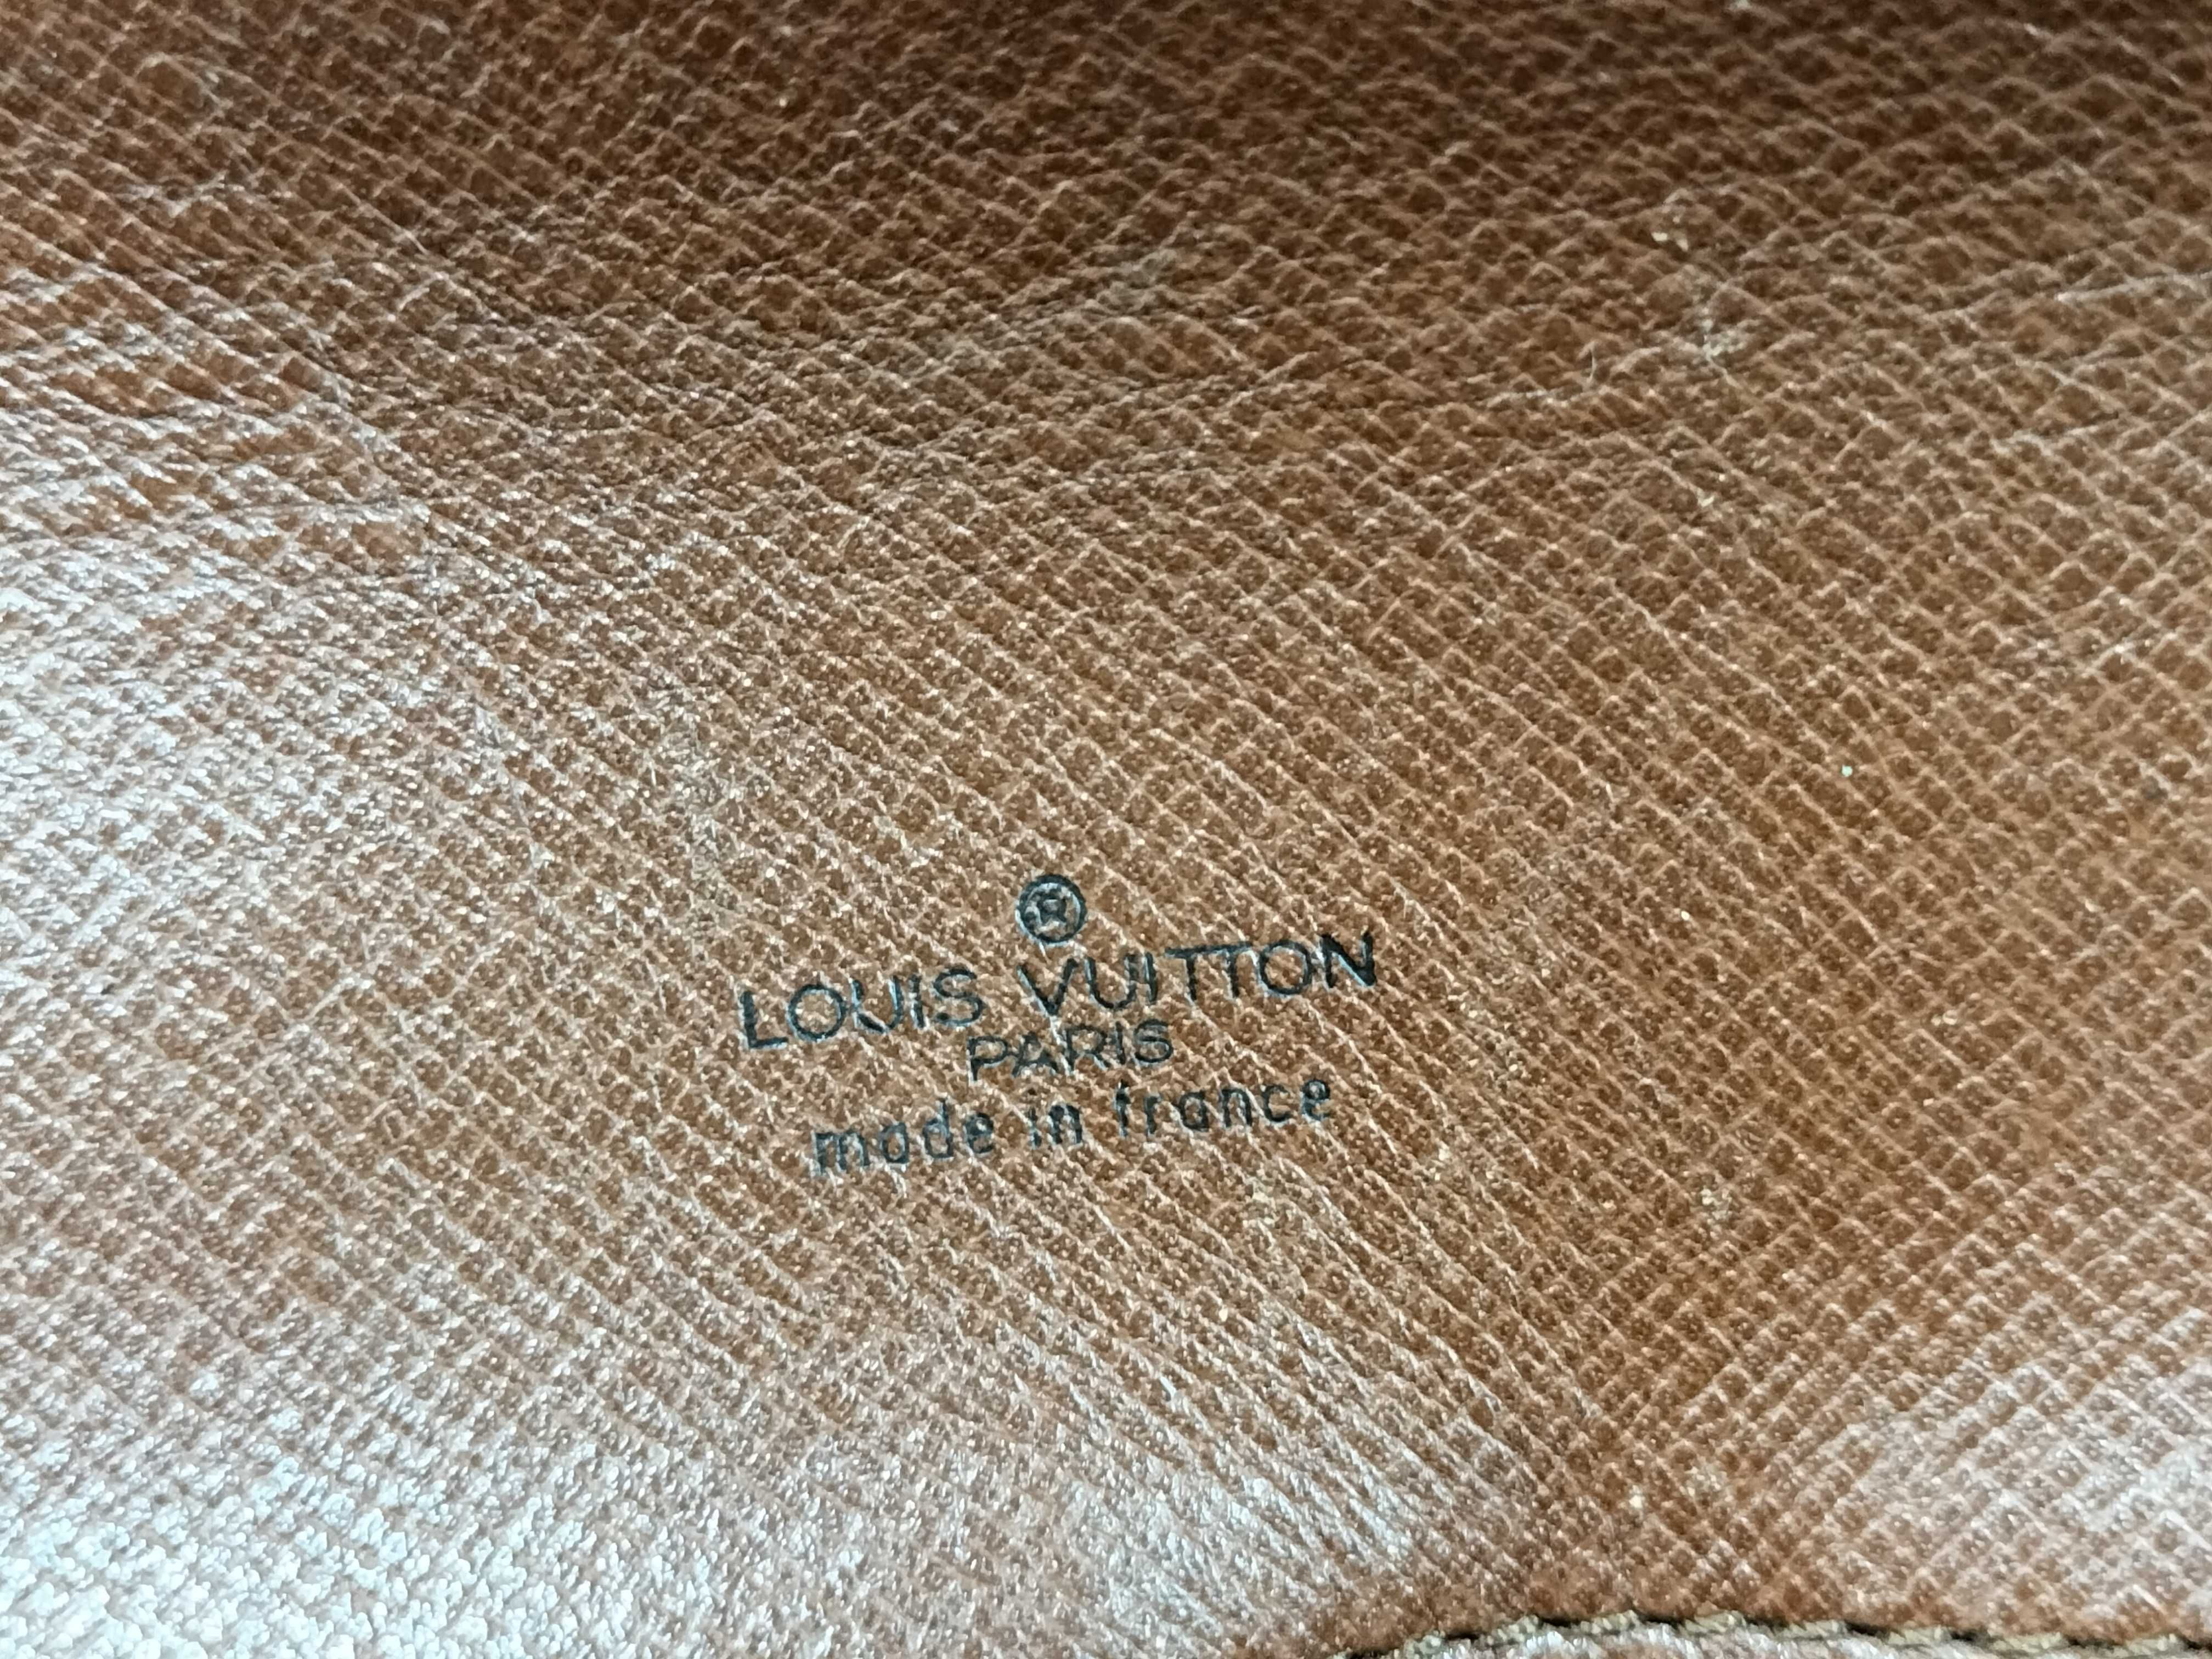 ®
LOUIS VUITTON
PARIS
made in france